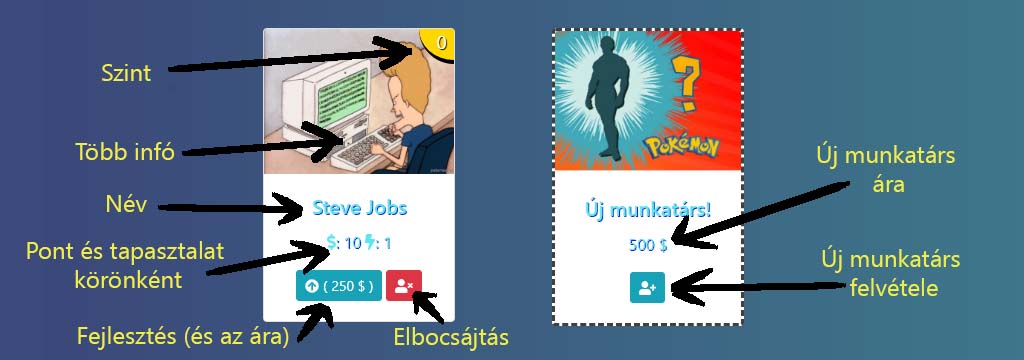 Szint
Több infó
Név
Pont és tapasztalat
körönként
Fejlesztés (és az ára)
0
Steve Jobs
$: 10 : 1
( 250 $ )
Elbocsájtás
?
POKéMON
Új munkatárs!
500 $
Új munkatárs
ára
Új munkatárs
felvétele